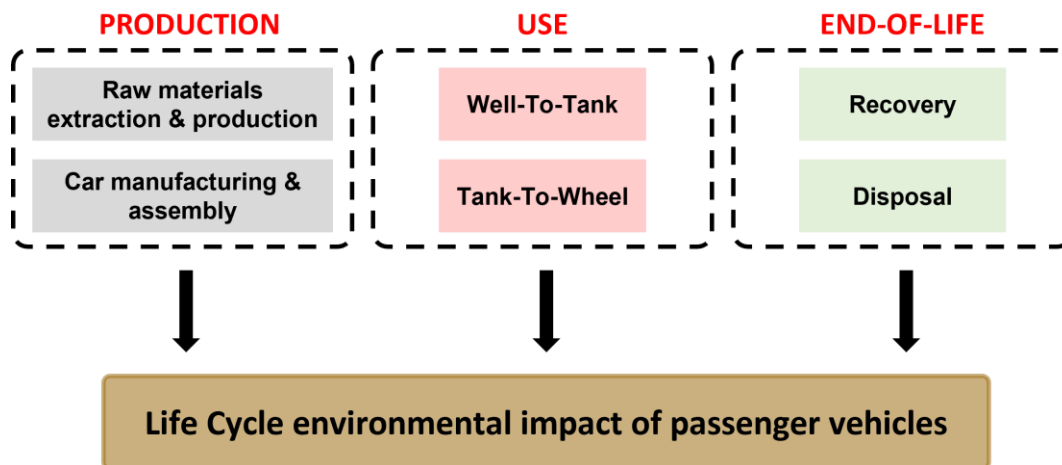 PRODUCTION
Raw materials
extraction & production
Car manufacturing &
assembly
USE
Well-To-Tank
Tank-To-Wheel
END-OF-LIFE
Recovery
Disposal
Life Cycle environmental impact of passenger vehicles